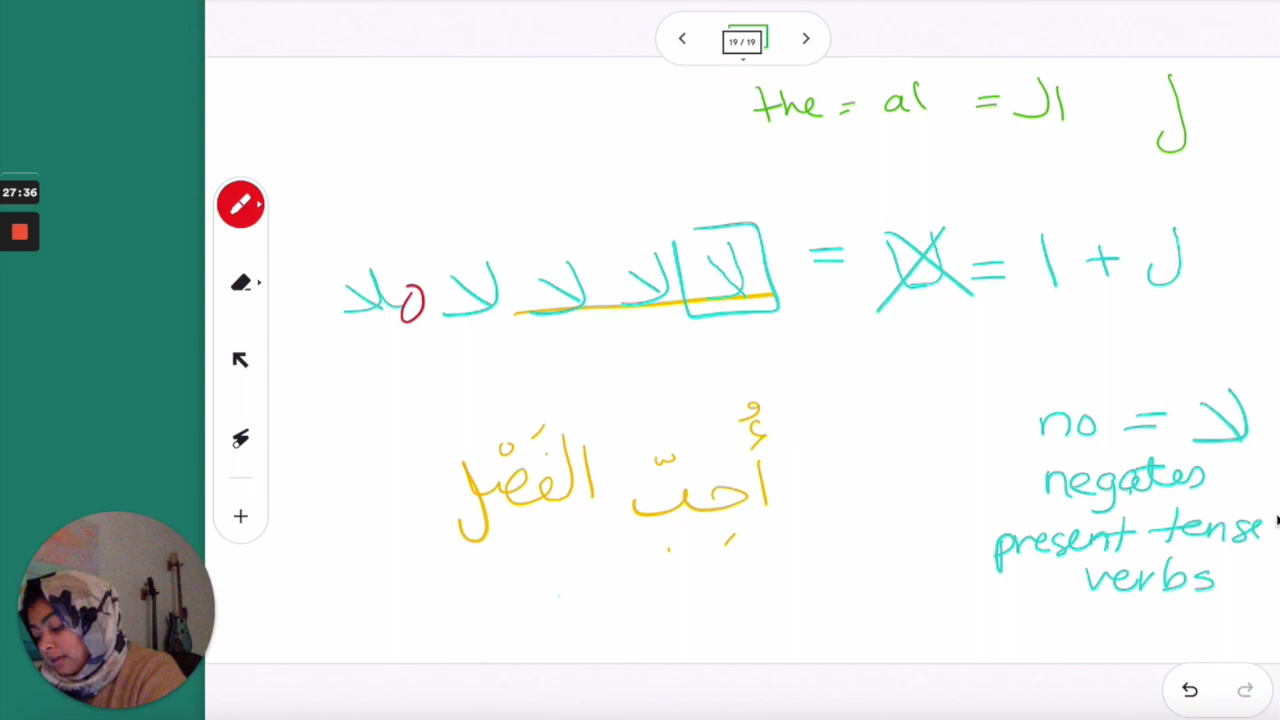 19 / 19
the = al = ال ل
27:36
ل + ا = لا = لا لا لا لا لا
أُحِبّ الفَصْل
no = لا
negates
present tense
verbs